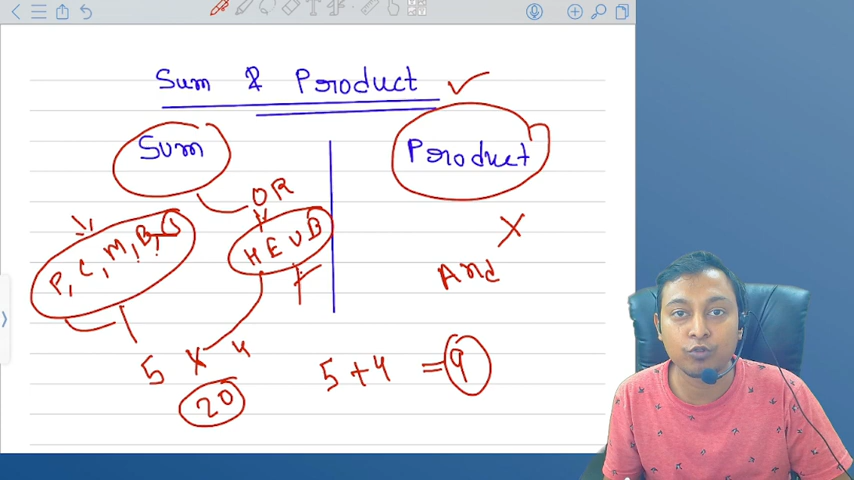 Sum & Product
Sum
Product
OR
P, C, M, B,
H E U B
X
And
5 x 4
20
5 + 4 = 9